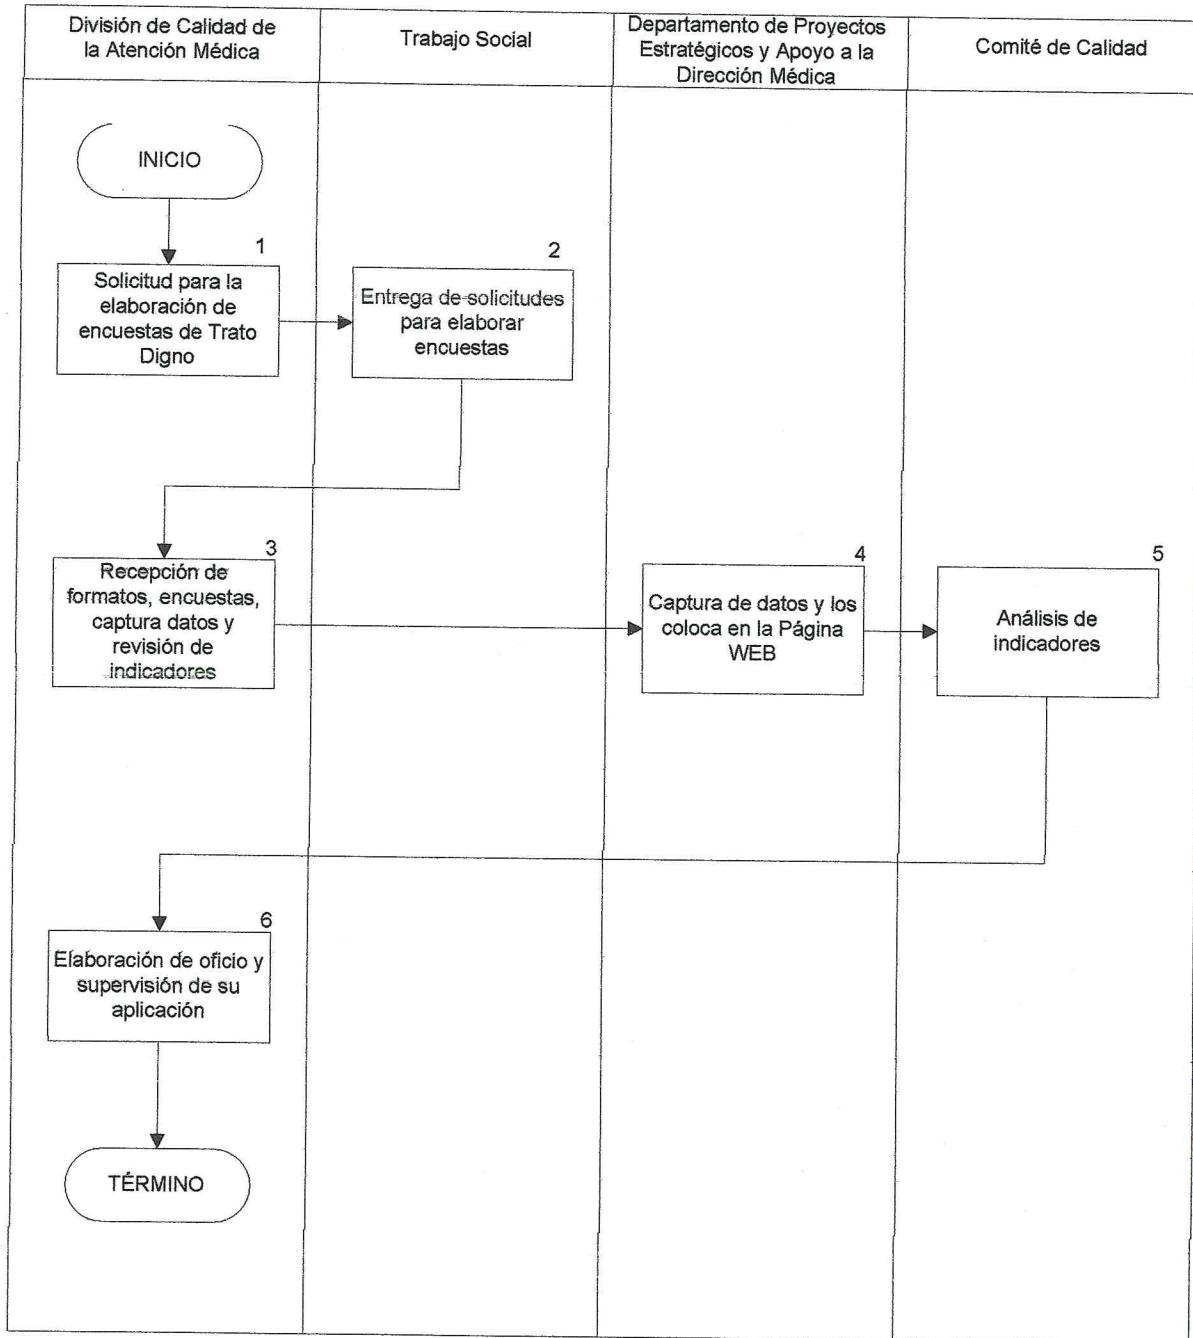 División de Calidad de
la Atención Médica
Trabajo Social
Departamento de Proyectos
Estratégicos y Apoyo a la
Dirección Médica
Comité de Calidad
INICIO
1
Solicitud para la
elaboración de
encuestas de Trato
Digno
2
Entrega de solicitudes
para elaborar
encuestas
3
Recepción de
formatos, encuestas,
captura datos y
revisión de
indicadores
4
Captura de datos y los
coloca en la Página
WEB
5
Análisis de
indicadores
6
Elaboración de oficio y
supervisión de su
aplicación
TÉRMINO